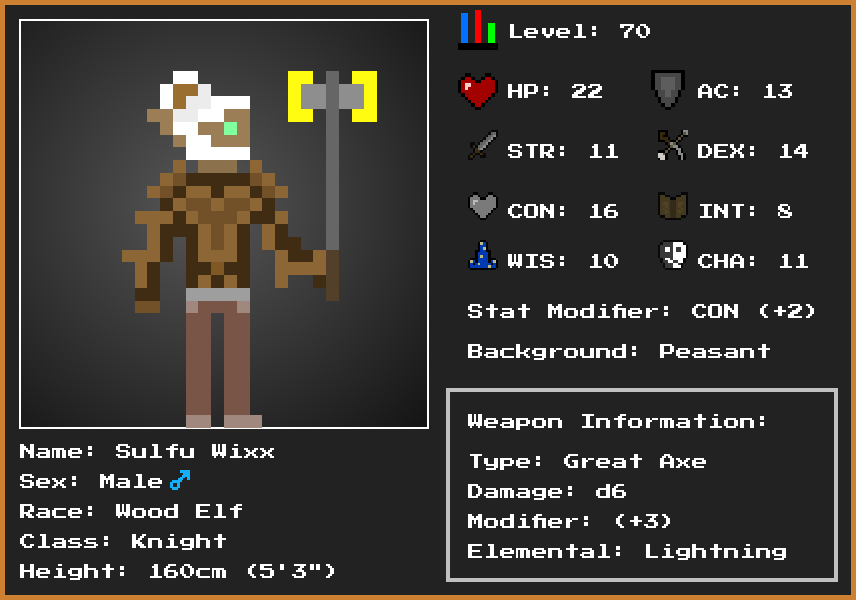 Level: 70
HP: 22
AC: 13
STR: 11
DEX: 14
CON: 16
INT: 8
WIS: 10
CHA: 11
Stat Modifier: CON (+2)
Background: Peasant
Name: Sulfu Wixx
Sex: Male♂
Race: Wood Elf
Class: Knight
Height: 160cm (5'3")
Weapon Information:
Type: Great Axe
Damage: d6
Modifier: (+3)
Elemental: Lightning